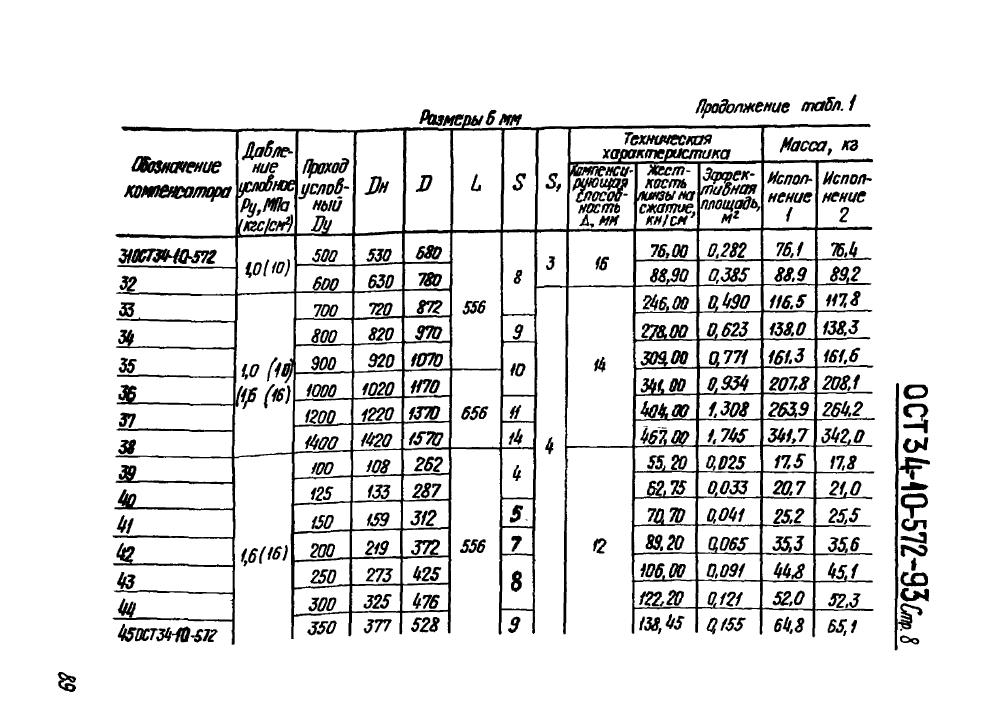 Продолжение табл. 1
Размеры в мм
Обозначение компенсатора | Давление условное Pу, МПа (кгс/см²) | Проход условный Dу | Dн | D | L | S | S₁ | Техническая характеристика | Масса, кг
Компенсирующая способность Δ, мм | Жесткость линзы на сжатие, кН/см | Эффективная площадь, м² | Исполнение 1 | Исполнение 2
31 ОСТ34-10-572 | 1,0 (10) | 500 | 530 | 680 | 556 | 8 | 3 | 16 | 76,00 | 0,282 | 76,1 | 76,4
32 | 600 | 630 | 780 | 88,90 | 0,385 | 88.9 | 89,2
33 | 1,0 (10) (1,6 (16) | 700 | 720 | 872 | 4 | 14 | 246,00 | 0,490 | 116,5 | 117,8
34 | 800 | 820 | 970 | 9 | 278,00 | 0,623 | 138,0 | 138,3
35 | 900 | 920 | 1070 | 10 | 309,00 | 0,771 | 161,3 | 161,6
36 | 1000 | 1020 | 1170 | 656 | 341,00 | 0,934 | 207,8 | 208,1
37 | 1200 | 1220 | 1370 | 11 | 404,00 | 1,308 | 263,9 | 264,2
38 | 1400 | 1420 | 1570 | 14 | 467,00 | 1,745 | 341,7 | 342,0
39 | 1,6 (16) | 100 | 108 | 262 | 556 | 4 | 12 | 55,20 | 0,025 | 17,5 | 17,8
40 | 125 | 133 | 287 | 62,75 | 0,033 | 20,7 | 21,0
41 | 150 | 159 | 312 | 5 | 70,70 | 0,041 | 25,2 | 25,5
42 | 200 | 219 | 372 | 7 | 89,20 | 0,065 | 35,3 | 35,6
43 | 250 | 273 | 425 | 8 | 106,00 | 0,091 | 44,8 | 45,1
44 | 300 | 325 | 476 | 122,20 | 0,121 | 52,0 | 52,3
45 ОСТ34-10-572 | 350 | 377 | 528 | 9 | 138,45 | 0,155 | 64,8 | 65,1
ОСТ 34-10-572-93 Стр. 8
89